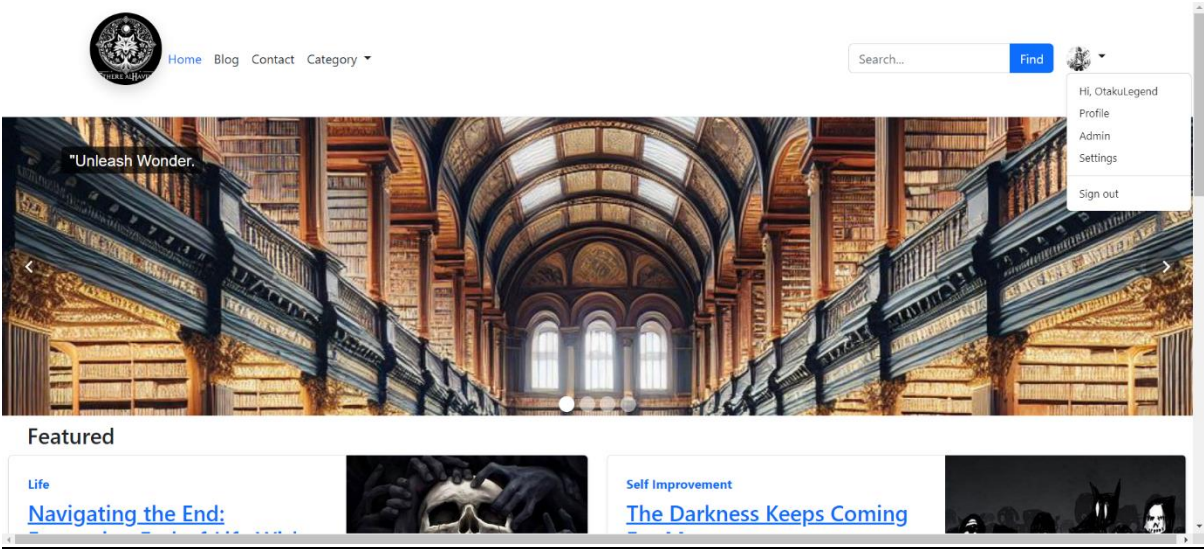 Home Blog Contact Category
Search... Find
Hi, OtakuLegend
Profile
Admin
Settings
Sign out
"Unleash Wonder.
Featured
Life
Navigating the End:
Self Improvement
The Darkness Keeps Coming